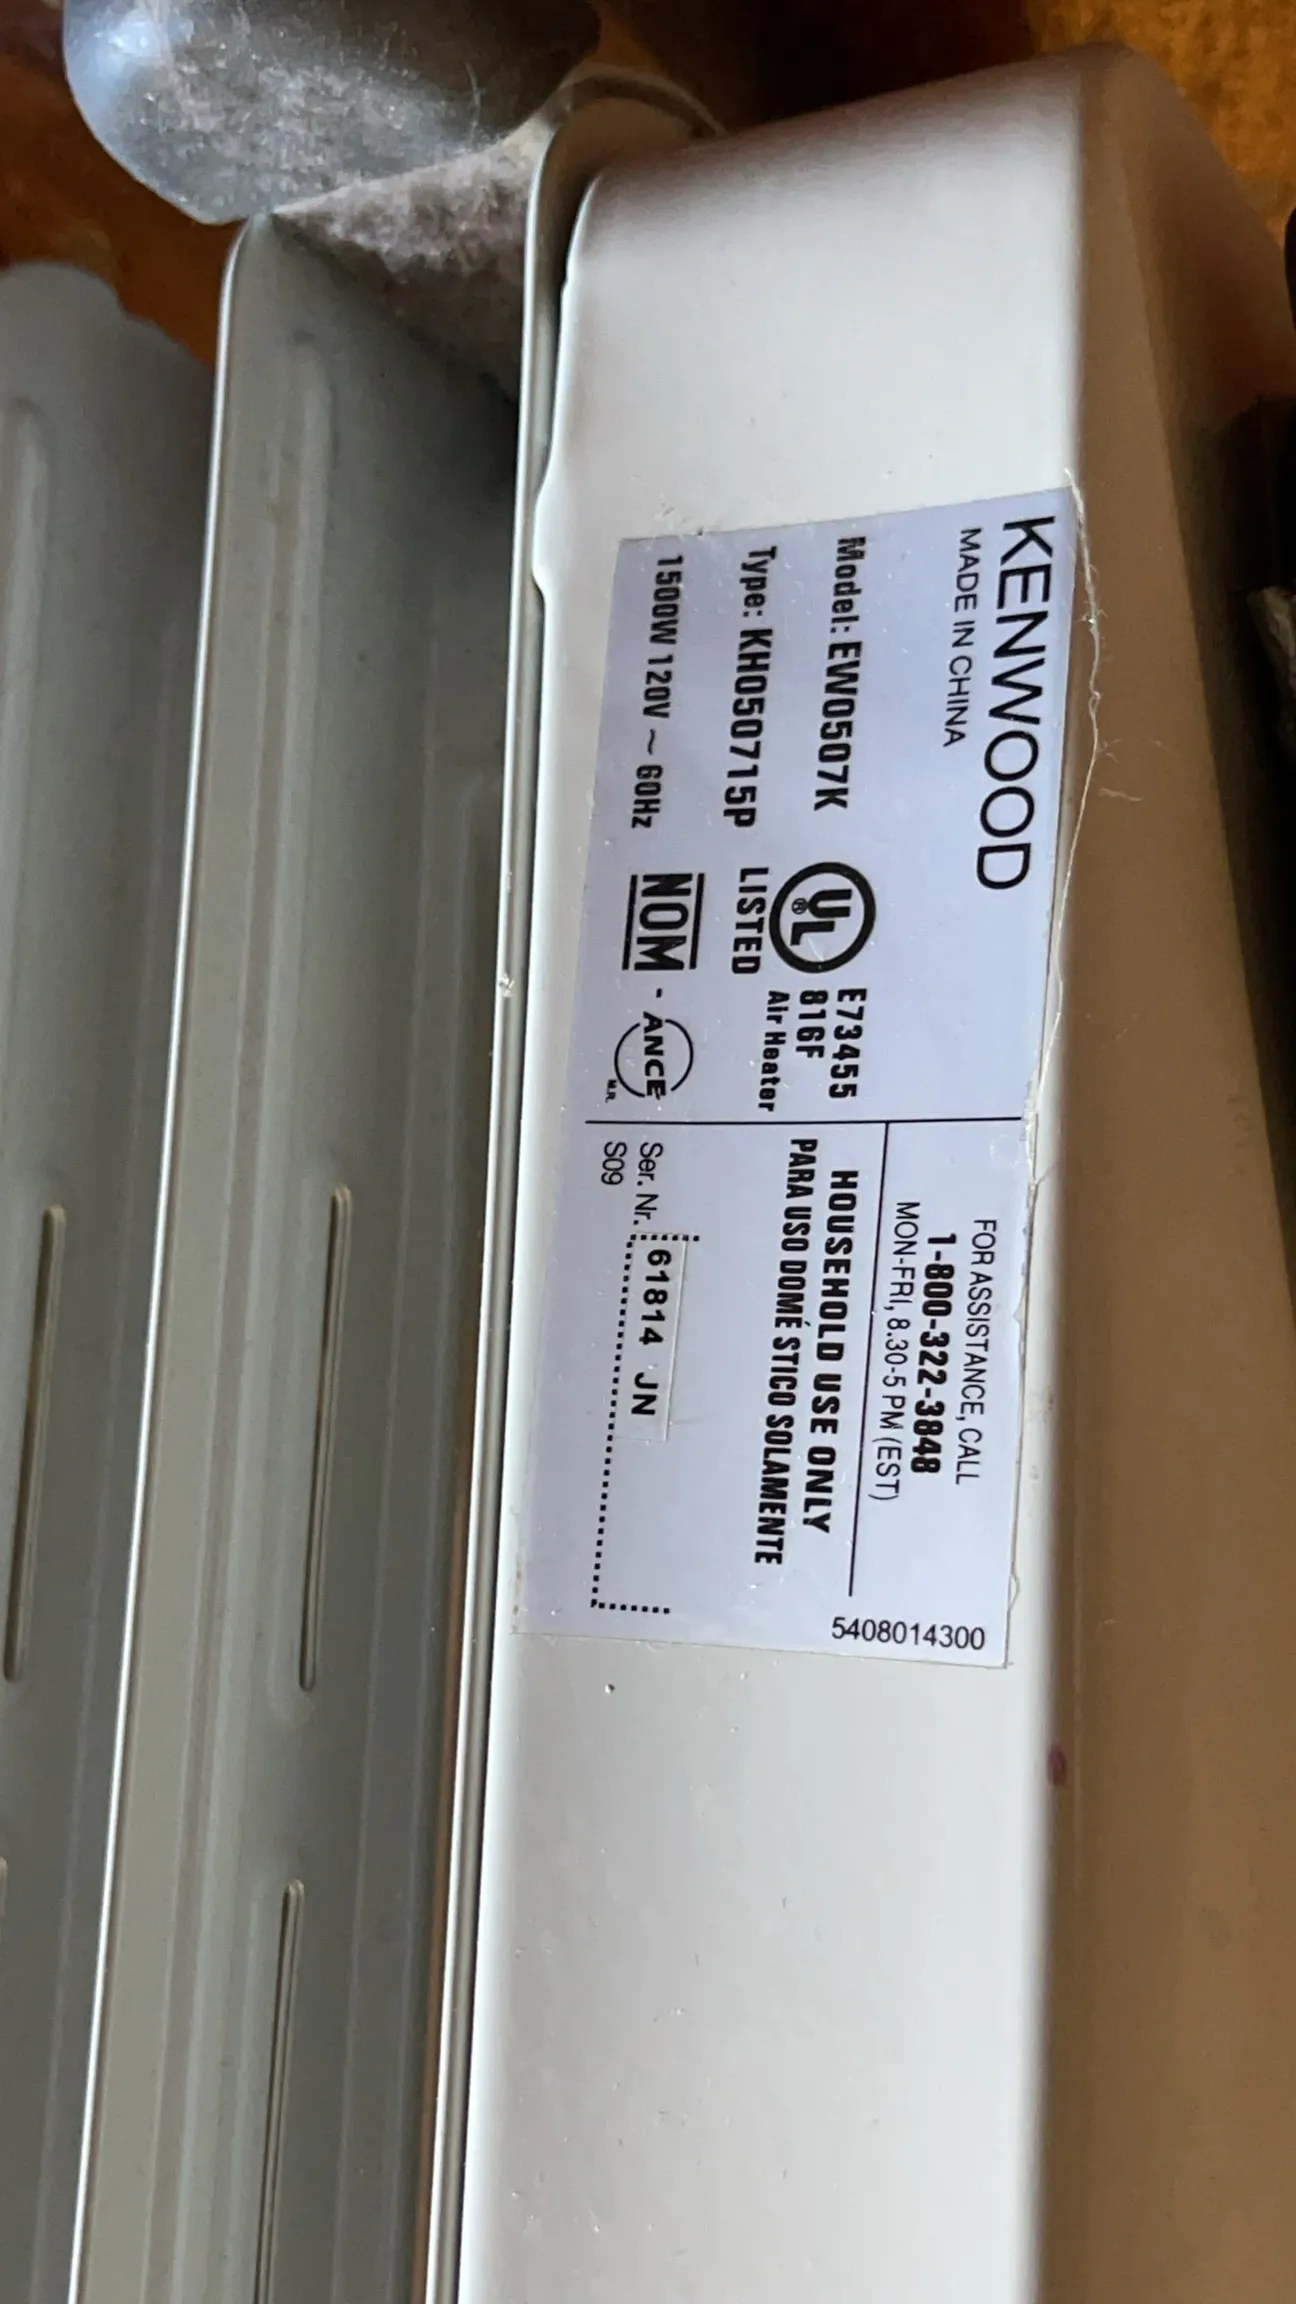 KENWOOD
MADE IN CHINA
Model: EW0507K
Type: KH050715P
1500W 120V ~ 60Hz
UL ®
LISTED
E73455
816F
Air Heater
NOM - ANCE
M.R.
FOR ASSISTANCE, CALL
1-800-322-3848
MON-FRI, 8.30-5 PM (EST)
HOUSEHOLD USE ONLY
PARA USO DOMÉ STICO SOLAMENTE
Ser. Nr. 61814 JN
S09
5408014300